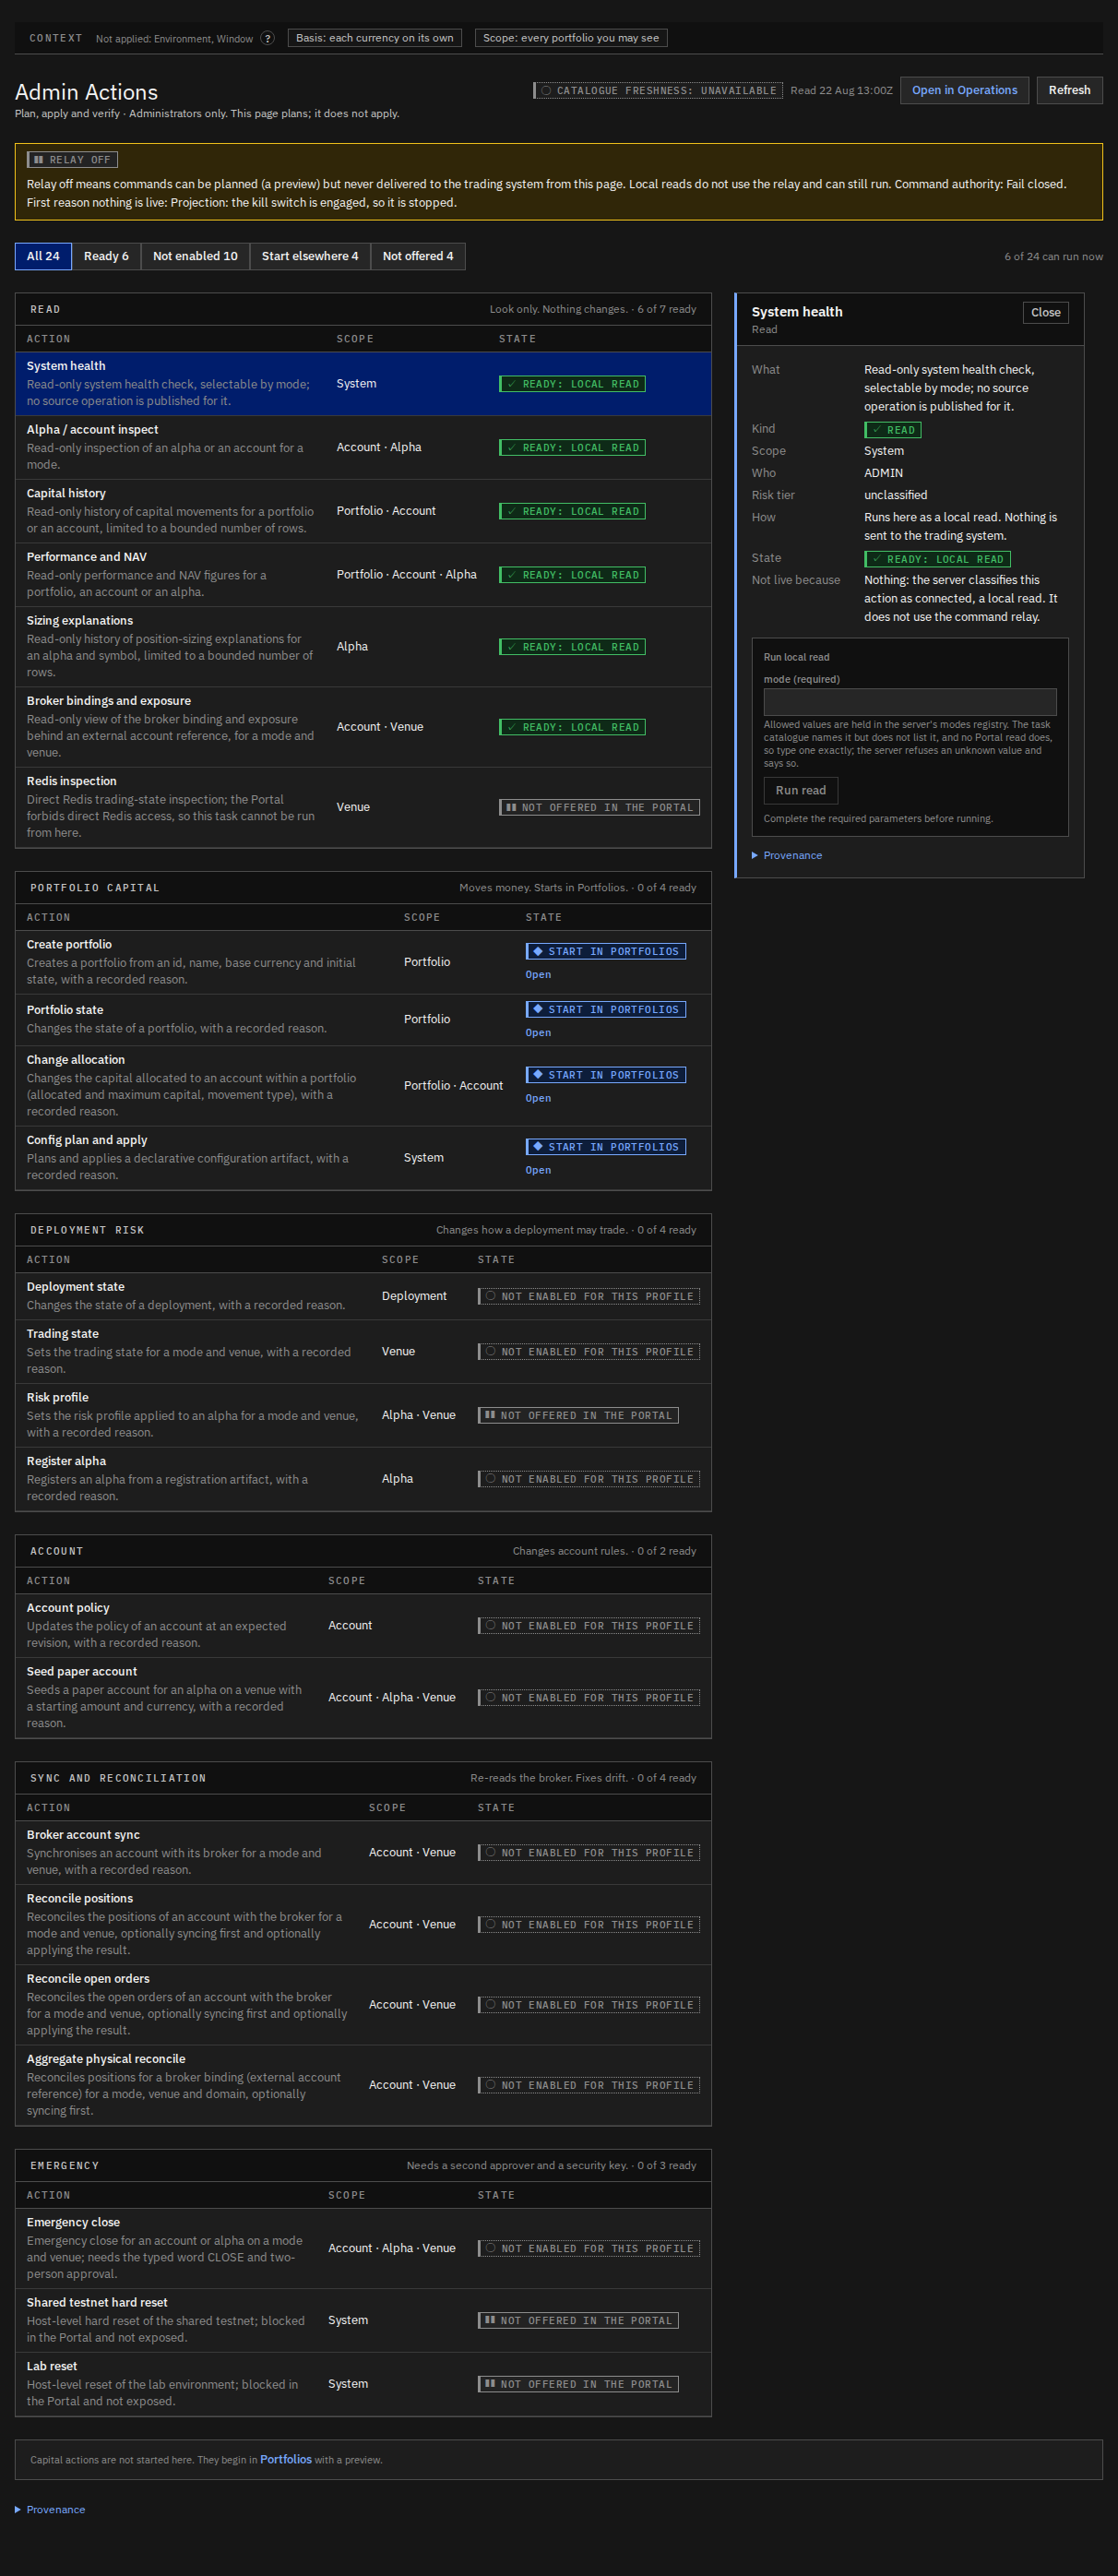 CONTEXT Not applied: Environment, Window ? Basis: each currency on its own Scope: every portfolio you may see
Admin Actions
CATALOGUE FRESHNESS: UNAVAILABLE Read 22 Aug 13:00Z Open in Operations Refresh
Plan, apply and verify · Administrators only. This page plans; it does not apply.
RELAY OFF
Relay off means commands can be planned (a preview) but never delivered to the trading system from this page. Local reads do not use the relay and can still run. Command authority: Fail closed.
First reason nothing is live: Projection: the kill switch is engaged, so it is stopped.
All 24 Ready 6 Not enabled 10 Start elsewhere 4 Not offered 4 6 of 24 can run now
READ Look only. Nothing changes. · 6 of 7 ready
ACTION SCOPE STATE
System health
Read-only system health check, selectable by mode;
no source operation is published for it.
System
✓ READY: LOCAL READ
Alpha / account inspect
Read-only inspection of an alpha or an account for a
mode.
Account · Alpha
✓ READY: LOCAL READ
Capital history
Read-only history of capital movements for a portfolio
or an account, limited to a bounded number of rows.
Portfolio · Account
✓ READY: LOCAL READ
Performance and NAV
Read-only performance and NAV figures for a
portfolio, an account or an alpha.
Portfolio · Account · Alpha
✓ READY: LOCAL READ
Sizing explanations
Read-only history of position-sizing explanations for
an alpha and symbol, limited to a bounded number of
rows.
Alpha
✓ READY: LOCAL READ
Broker bindings and exposure
Read-only view of the broker binding and exposure
behind an external account reference, for a mode and
venue.
Account · Venue
✓ READY: LOCAL READ
Redis inspection
Direct Redis trading-state inspection; the Portal
forbids direct Redis access, so this task cannot be run
from here.
Venue
NOT OFFERED IN THE PORTAL
System health
Read
Close
What
Read-only system health check,
selectable by mode; no source
operation is published for it.
Kind ✓ READ
Scope System
Who ADMIN
Risk tier unclassified
How
Runs here as a local read. Nothing is
sent to the trading system.
State ✓ READY: LOCAL READ
Not live because
Nothing: the server classifies this
action as connected, a local read. It
does not use the command relay.
Run local read
mode (required)
Allowed values are held in the server's modes registry. The task
catalogue names it but does not list it, and no Portal read does,
so type one exactly; the server refuses an unknown value and
says so.
Run read
Complete the required parameters before running.
Provenance
PORTFOLIO CAPITAL Moves money. Starts in Portfolios. · 0 of 4 ready
ACTION SCOPE STATE
Create portfolio
Creates a portfolio from an id, name, base currency and initial
state, with a recorded reason.
Portfolio
START IN PORTFOLIOS
Open
Portfolio state
Changes the state of a portfolio, with a recorded reason.
Portfolio
START IN PORTFOLIOS
Open
Change allocation
Changes the capital allocated to an account within a portfolio
(allocated and maximum capital, movement type), with a
recorded reason.
Portfolio · Account
START IN PORTFOLIOS
Open
Config plan and apply
Plans and applies a declarative configuration artifact, with a
recorded reason.
System
START IN PORTFOLIOS
Open
DEPLOYMENT RISK Changes how a deployment may trade. · 0 of 4 ready
ACTION SCOPE STATE
Deployment state
Changes the state of a deployment, with a recorded reason.
Deployment
NOT ENABLED FOR THIS PROFILE
Trading state
Sets the trading state for a mode and venue, with a recorded
reason.
Venue
NOT ENABLED FOR THIS PROFILE
Risk profile
Sets the risk profile applied to an alpha for a mode and venue,
with a recorded reason.
Alpha · Venue
NOT OFFERED IN THE PORTAL
Register alpha
Registers an alpha from a registration artifact, with a
recorded reason.
Alpha
NOT ENABLED FOR THIS PROFILE
ACCOUNT Changes account rules. · 0 of 2 ready
ACTION SCOPE STATE
Account policy
Updates the policy of an account at an expected
revision, with a recorded reason.
Account
NOT ENABLED FOR THIS PROFILE
Seed paper account
Seeds a paper account for an alpha on a venue with
a starting amount and currency, with a recorded
reason.
Account · Alpha · Venue
NOT ENABLED FOR THIS PROFILE
SYNC AND RECONCILIATION Re-reads the broker. Fixes drift. · 0 of 4 ready
ACTION SCOPE STATE
Broker account sync
Synchronises an account with its broker for a mode and
venue, with a recorded reason.
Account · Venue
NOT ENABLED FOR THIS PROFILE
Reconcile positions
Reconciles the positions of an account with the broker for a
mode and venue, optionally syncing first and optionally
applying the result.
Account · Venue
NOT ENABLED FOR THIS PROFILE
Reconcile open orders
Reconciles the open orders of an account with the broker
for a mode and venue, optionally syncing first and optionally
applying the result.
Account · Venue
NOT ENABLED FOR THIS PROFILE
Aggregate physical reconcile
Reconciles positions for a broker binding (external account
reference) for a mode, venue and domain, optionally
syncing first.
Account · Venue
NOT ENABLED FOR THIS PROFILE
EMERGENCY Needs a second approver and a security key. · 0 of 3 ready
ACTION SCOPE STATE
Emergency close
Emergency close for an account or alpha on a mode
and venue; needs the typed word CLOSE and two-
person approval.
Account · Alpha · Venue
NOT ENABLED FOR THIS PROFILE
Shared testnet hard reset
Host-level hard reset of the shared testnet; blocked
in the Portal and not exposed.
System
NOT OFFERED IN THE PORTAL
Lab reset
Host-level reset of the lab environment; blocked in
the Portal and not exposed.
System
NOT OFFERED IN THE PORTAL
Capital actions are not started here. They begin in Portfolios with a preview.
Provenance